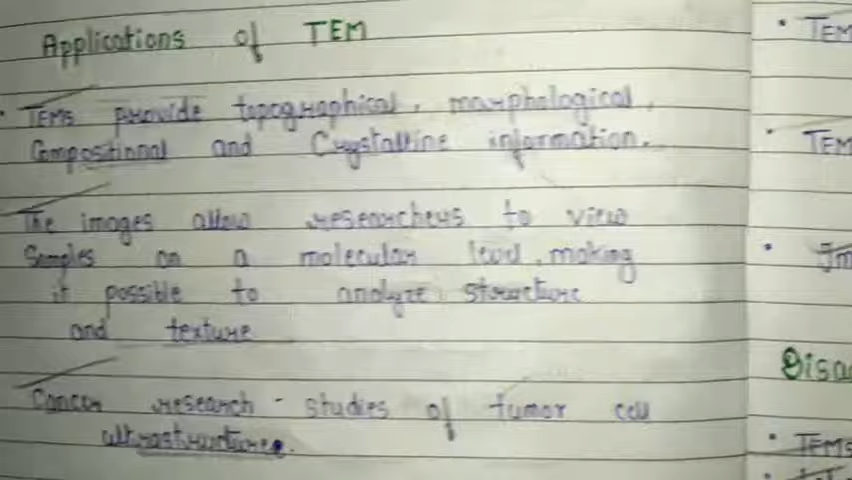 Applications of TEM
• TEMs provide topographical, morphological,
Compositional and Crystalline information.
The images allow researchers to view
Samples on a molecular level, making
it possible to analyze structure
and texture
Cancer research - studies of tumor cell
ultrastructure.
• TEM
• TEM
• Im
Disa
• TEMs